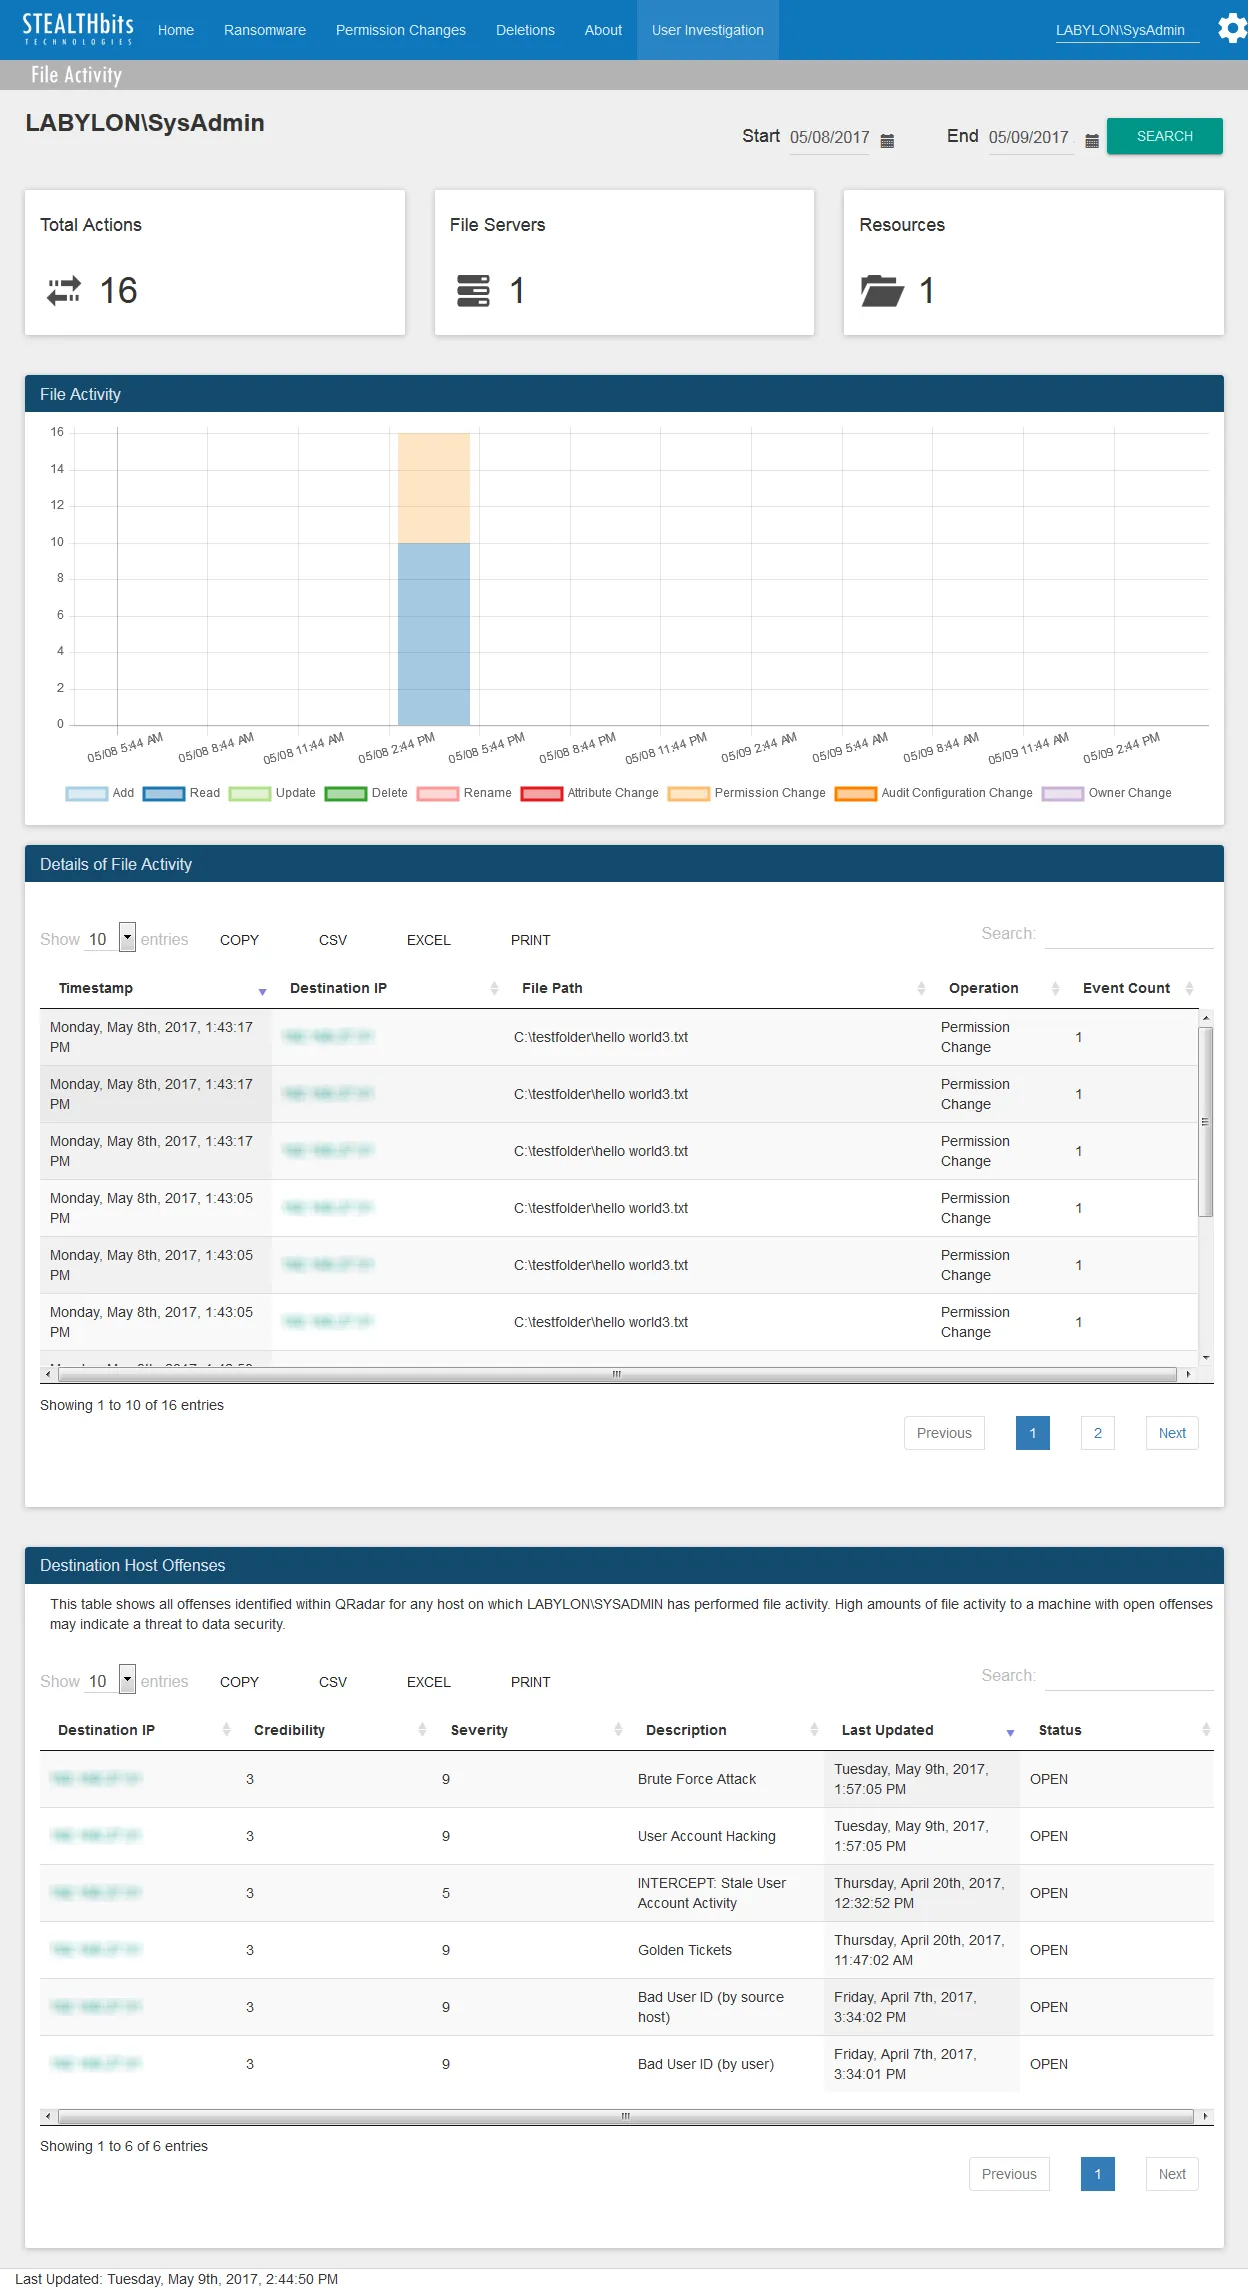 STEALTHbits
TECHNOLOGIES
Home Ransomware Permission Changes Deletions About User Investigation LABYLON\SysAdmin
File Activity
LABYLON\SysAdmin
Start 05/08/2017 End 05/09/2017 SEARCH
Total Actions
16
File Servers
1
Resources
1
File Activity
16
14
12
10
8
6
4
2
0
05/08 5:44 AM 05/08 8:44 AM 05/08 11:44 AM 05/08 2:44 PM 05/08 5:44 PM 05/08 8:44 PM 05/08 11:44 PM 05/09 2:44 AM 05/09 5:44 AM 05/09 8:44 AM 05/09 11:44 AM 05/09 2:44 PM
Add Read Update Delete Rename Attribute Change Permission Change Audit Configuration Change Owner Change
Details of File Activity
Show 10 entries COPY CSV EXCEL PRINT Search:
Timestamp Destination IP File Path Operation Event Count
Monday, May 8th, 2017, 1:43:17
PM
C:\testfolder\hello world3.txt
Permission
Change
1
Monday, May 8th, 2017, 1:43:17
PM
C:\testfolder\hello world3.txt
Permission
Change
1
Monday, May 8th, 2017, 1:43:17
PM
C:\testfolder\hello world3.txt
Permission
Change
1
Monday, May 8th, 2017, 1:43:05
PM
C:\testfolder\hello world3.txt
Permission
Change
1
Monday, May 8th, 2017, 1:43:05
PM
C:\testfolder\hello world3.txt
Permission
Change
1
Monday, May 8th, 2017, 1:43:05
PM
C:\testfolder\hello world3.txt
Permission
Change
1
Showing 1 to 10 of 16 entries
Previous 1 2 Next
Destination Host Offenses
This table shows all offenses identified within QRadar for any host on which LABYLON\SYSADMIN has performed file activity. High amounts of file activity to a machine with open offenses
may indicate a threat to data security.
Show 10 entries COPY CSV EXCEL PRINT Search:
Destination IP Credibility Severity Description Last Updated Status
3 9 Brute Force Attack
Tuesday, May 9th, 2017,
1:57:05 PM
OPEN
3 9 User Account Hacking
Tuesday, May 9th, 2017,
1:57:05 PM
OPEN
3 5
INTERCEPT: Stale User
Account Activity
Thursday, April 20th, 2017,
12:32:52 PM
OPEN
3 9 Golden Tickets
Thursday, April 20th, 2017,
11:47:02 AM
OPEN
3 9
Bad User ID (by source
host)
Friday, April 7th, 2017,
3:34:02 PM
OPEN
3 9 Bad User ID (by user)
Friday, April 7th, 2017,
3:34:01 PM
OPEN
Showing 1 to 6 of 6 entries
Previous 1 Next
Last Updated: Tuesday, May 9th, 2017, 2:44:50 PM